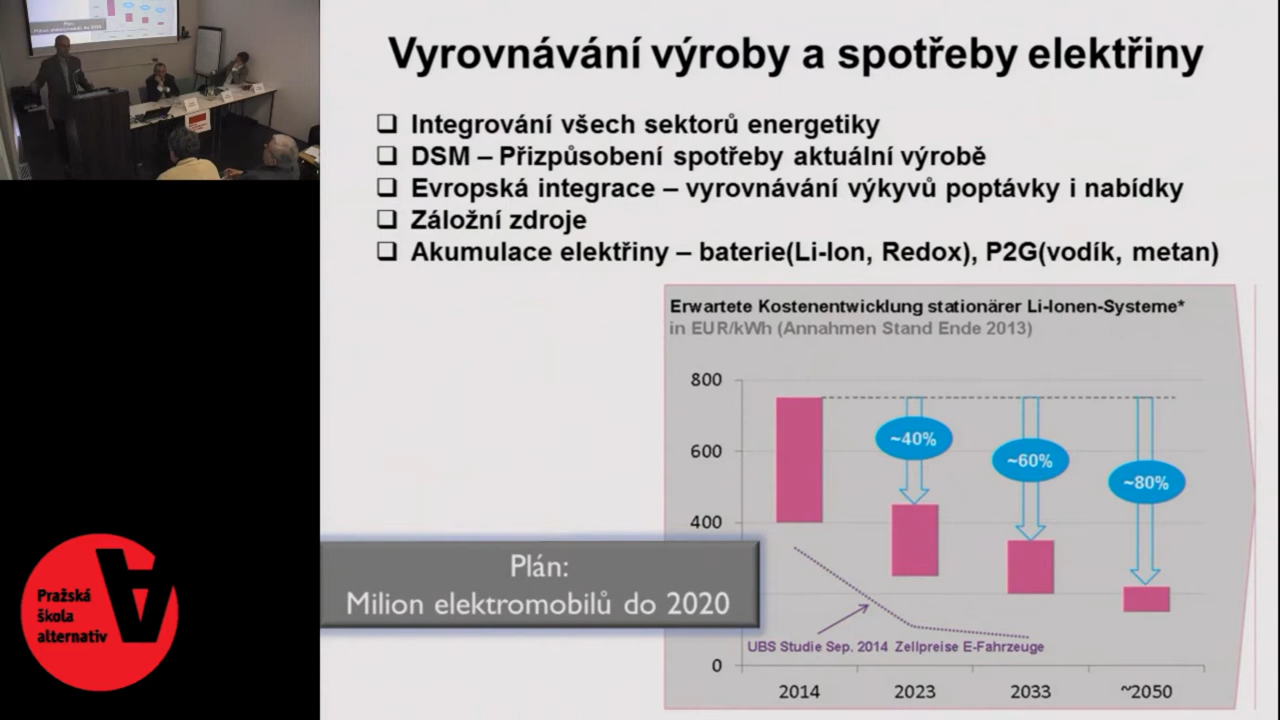 Vyrovnávání výroby a spotřeby elektřiny
Integrování všech sektorů energetiky
DSM – Přizpůsobení spotřeby aktuální výrobě
Evropská integrace – vyrovnávání výkyvů poptávky i nabídky
Záložní zdroje
Akumulace elektřiny – baterie(Li-Ion, Redox), P2G(vodík, metan)
Erwartete Kostenentwicklung stationärer Li-Ionen-Systeme*
in EUR/kWh (Annahmen Stand Ende 2013)
800
600
400
0
~40%
~60%
~80%
UBS Studie Sep. 2014 Zellpreise E-Fahrzeuge
2014 2023 2033 ~2050
Plán:
Milion elektromobilů do 2020
Pražská
škola
alternativ